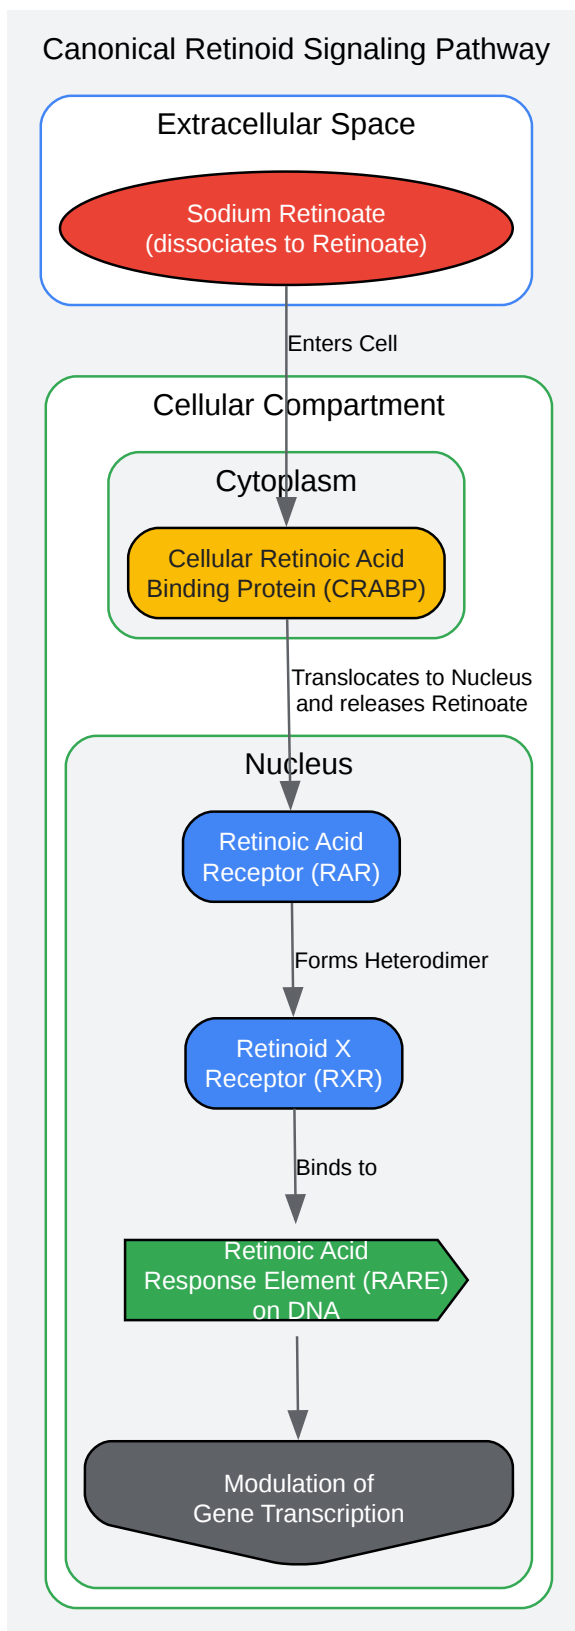 Canonical Retinoid Signaling Pathway
Extracellular Space
Sodium Retinoate
(dissociates to Retinoate)
Enters Cell
Cellular Compartment
Cytoplasm
Cellular Retinoic Acid
Binding Protein (CRABP)
Translocates to Nucleus
and releases Retinoate
Nucleus
Retinoic Acid
Receptor (RAR)
Forms Heterodimer
Retinoid X
Receptor (RXR)
Binds to
Retinoic Acid
Response Element (RARE)
on DNA
Modulation of
Gene Transcription